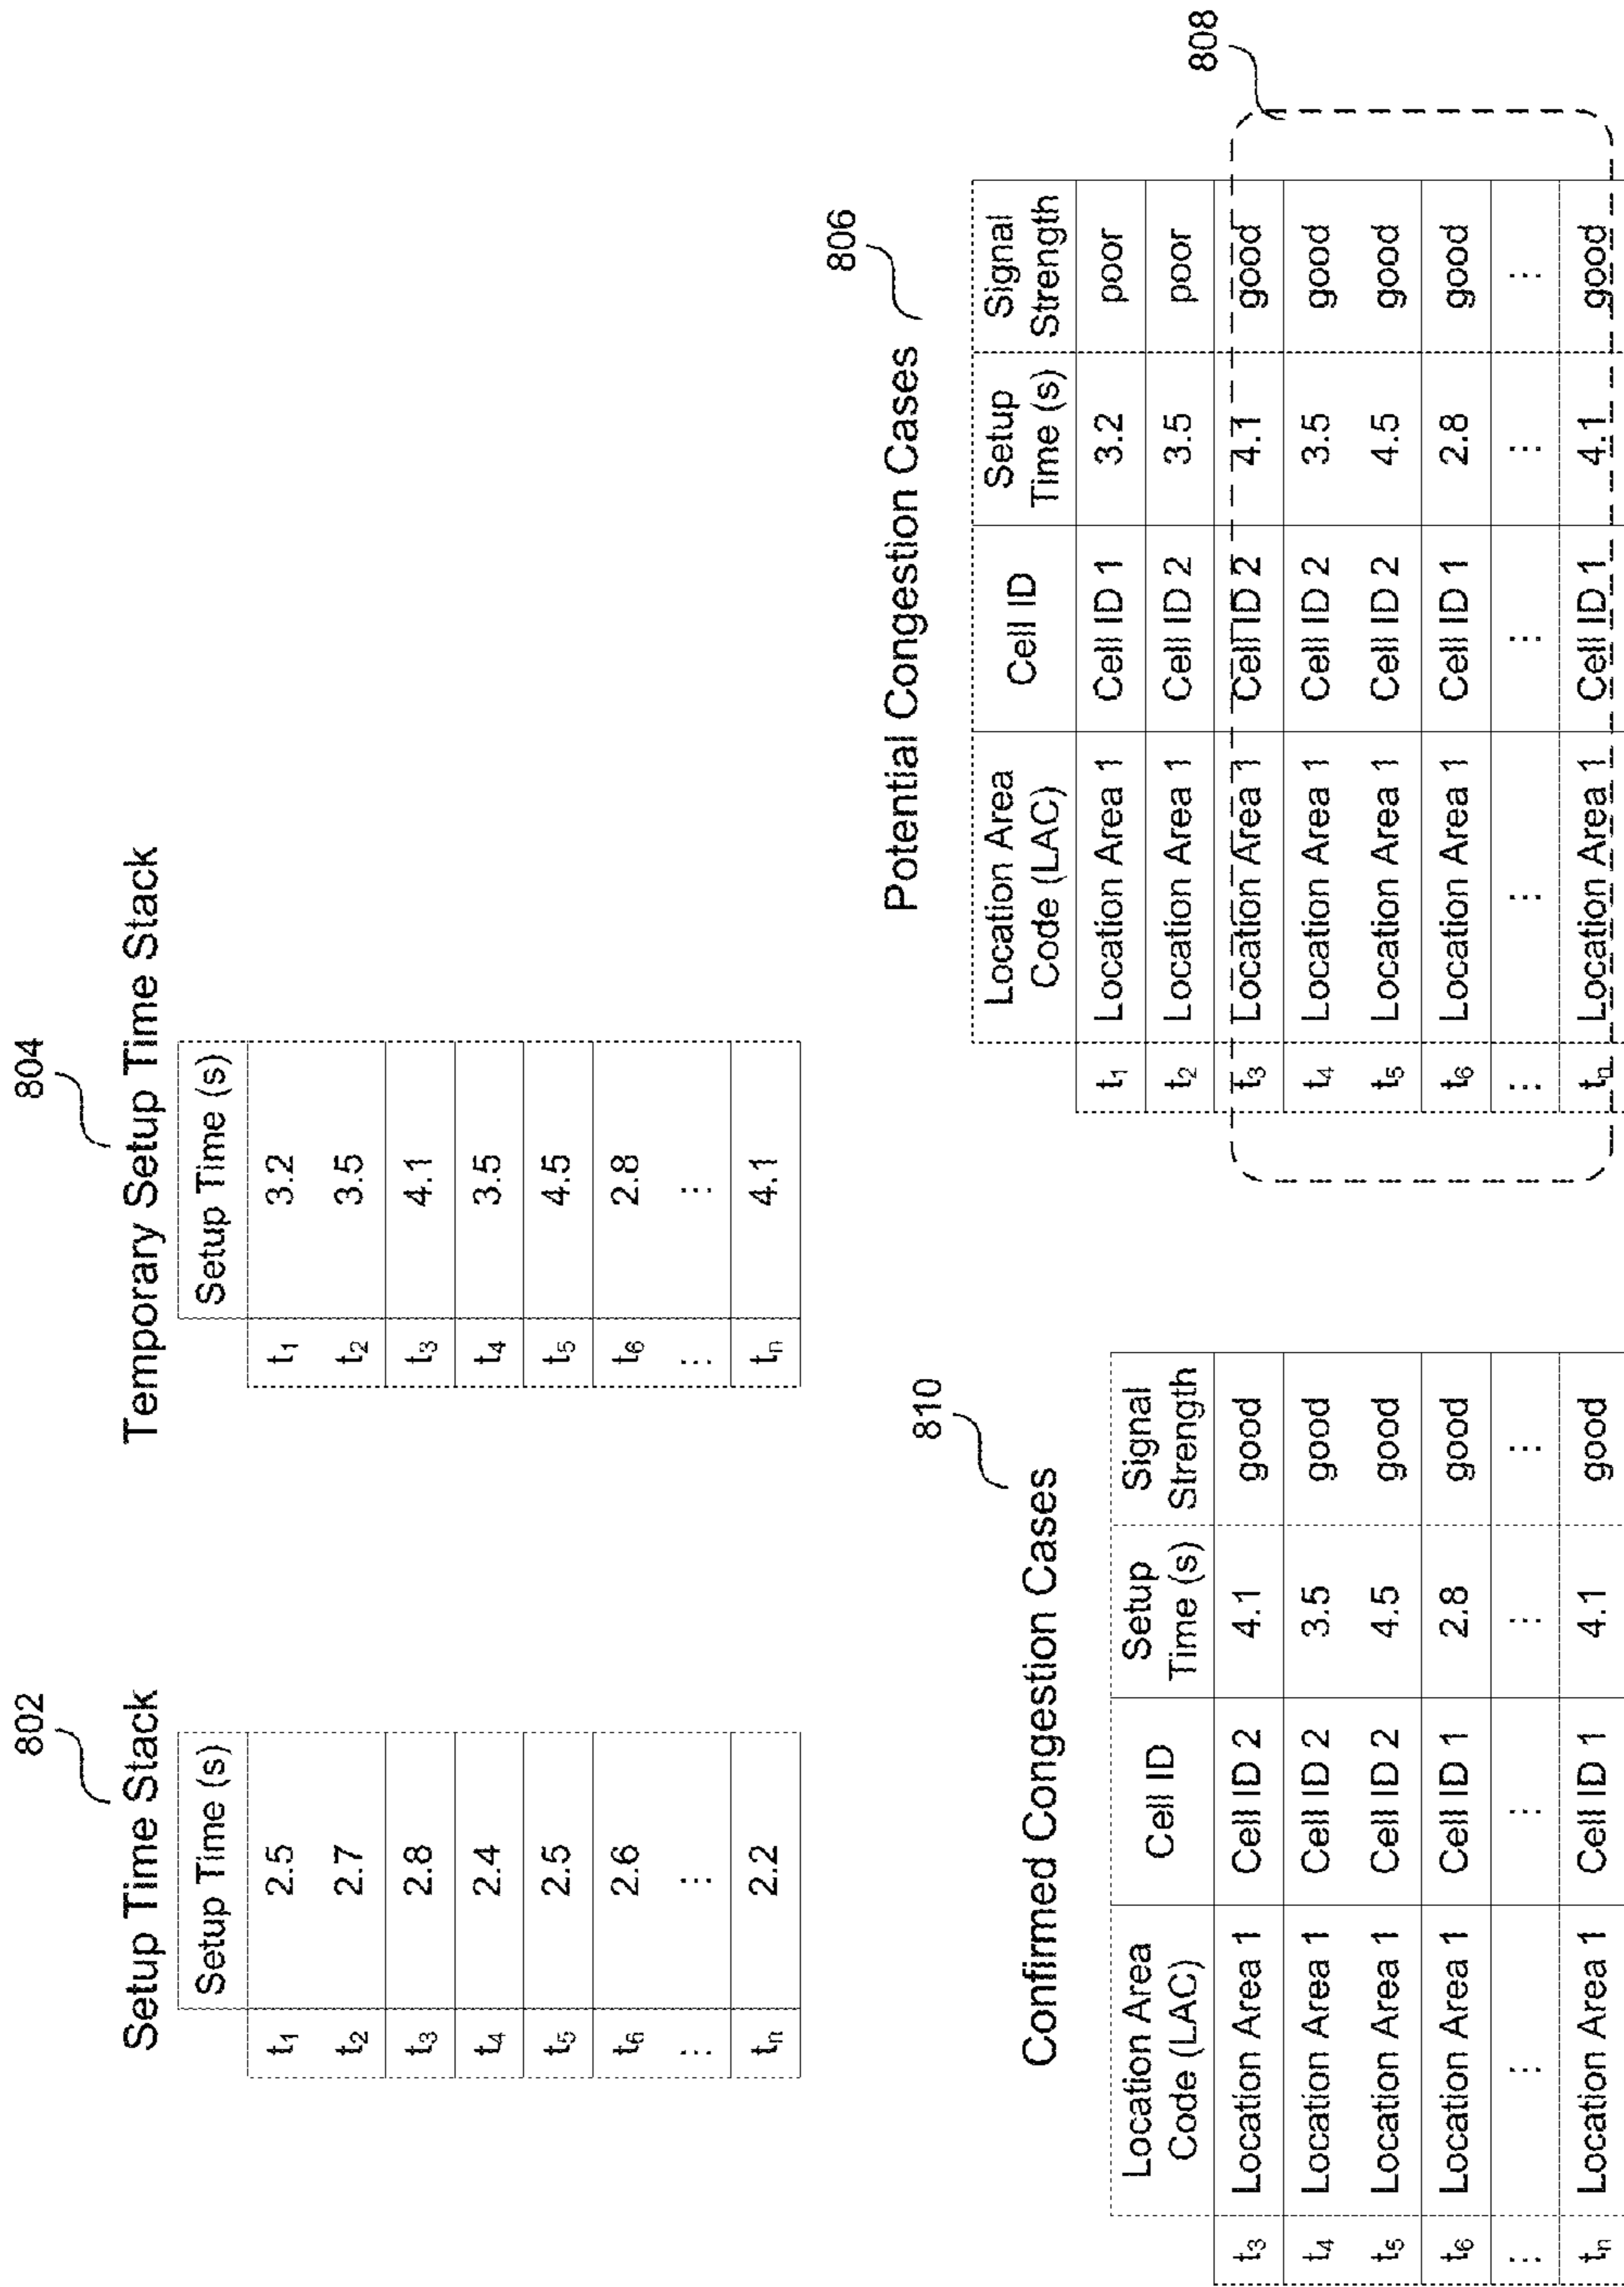 802
Setup Time Stack
Setup Time (s)
t1 2.5
t2 2.7
t3 2.8
t4 2.4
t5 2.5
t6 2.6
⋮ ⋮
tn 2.2
804
Temporary Setup Time Stack
Setup Time (s)
t1 3.2
t2 3.5
t3 4.1
t4 3.5
t5 4.5
t6 2.8
⋮ ⋮
tn 4.1
810
Confirmed Congestion Cases
Location Area Cell ID Setup Signal
Code (LAC) Time (s) Strength
t3 Location Area 1 Cell ID 2 4.1 good
t4 Location Area 1 Cell ID 2 3.5 good
t5 Location Area 1 Cell ID 2 4.5 good
t6 Location Area 1 Cell ID 1 2.8 good
⋮ ⋮ ⋮ ⋮ ⋮
tn Location Area 1 Cell ID 1 4.1 good
806
Potential Congestion Cases
Location Area Cell ID Setup Signal
Code (LAC) Time (s) Strength
t1 Location Area 1 Cell ID 1 3.2 poor
t2 Location Area 1 Cell ID 2 3.5 poor
t3 Location Area 1 Cell ID 2 4.1 good
t4 Location Area 1 Cell ID 2 3.5 good
t5 Location Area 1 Cell ID 2 4.5 good
t6 Location Area 1 Cell ID 1 2.8 good
⋮ ⋮ ⋮ ⋮ ⋮
tn Location Area 1 Cell ID 1 4.1 good
808